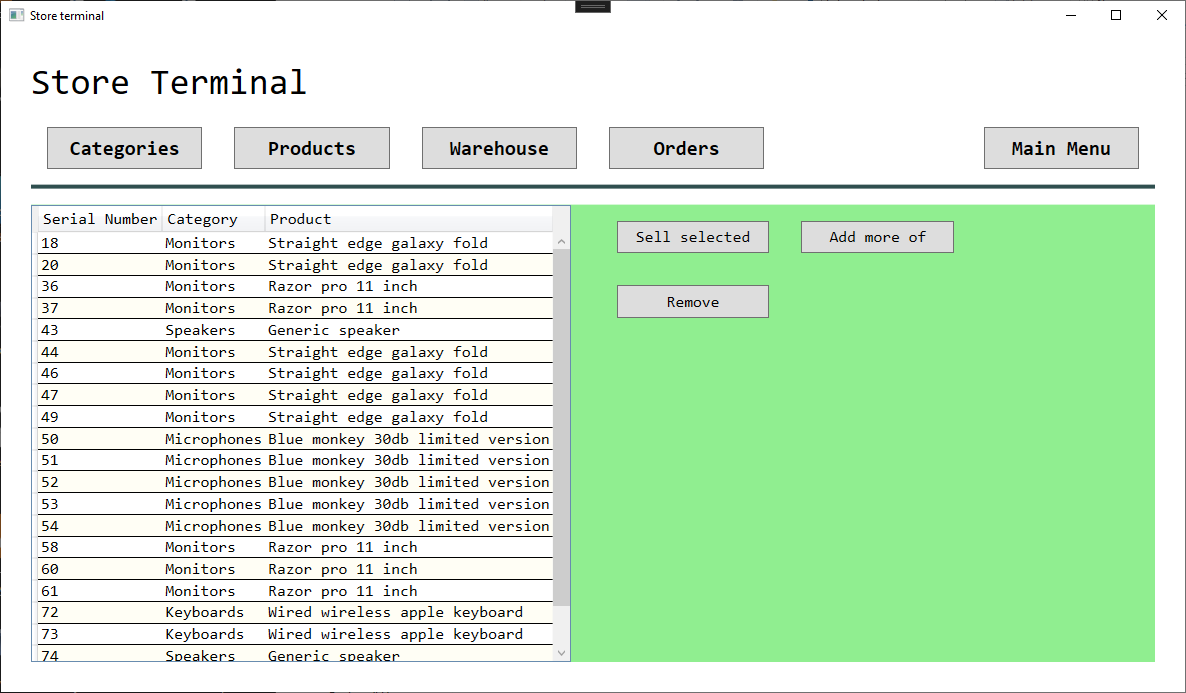 Store terminal
Store Terminal
Categories Products Warehouse Orders Main Menu
Serial Number Category Product
18 Monitors Straight edge galaxy fold
20 Monitors Straight edge galaxy fold
36 Monitors Razor pro 11 inch
37 Monitors Razor pro 11 inch
43 Speakers Generic speaker
44 Monitors Straight edge galaxy fold
46 Monitors Straight edge galaxy fold
47 Monitors Straight edge galaxy fold
49 Monitors Straight edge galaxy fold
50 Microphones Blue monkey 30db limited version
51 Microphones Blue monkey 30db limited version
52 Microphones Blue monkey 30db limited version
53 Microphones Blue monkey 30db limited version
54 Microphones Blue monkey 30db limited version
58 Monitors Razor pro 11 inch
60 Monitors Razor pro 11 inch
61 Monitors Razor pro 11 inch
72 Keyboards Wired wireless apple keyboard
73 Keyboards Wired wireless apple keyboard
74 Speakers Generic speaker
Sell selected Add more of
Remove